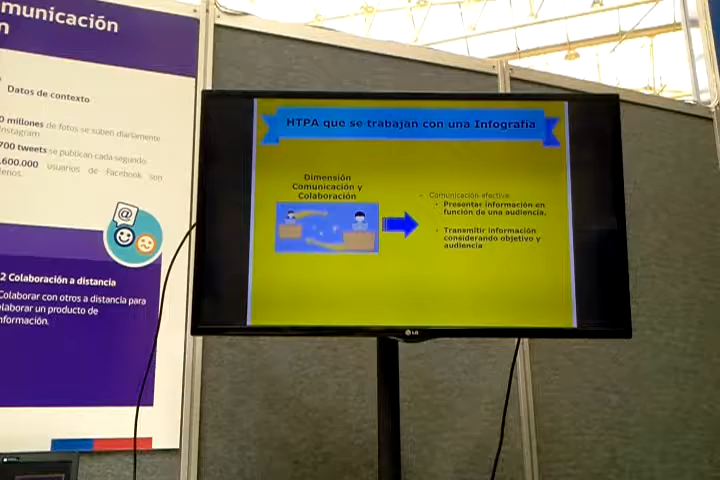 municación
n
Datos de contexto
0 millones de fotos se suben diariamente
Instagram
700 tweets se publican cada segundo.
.600.000 usuarios de Facebook son
@
2 Colaboración a distancia
Colaborar con otros a distancia para
elaborar un producto de
nformación.
HTPA que se trabajan con una Infografía
Dimensión
Comunicación y
Colaboración
- Comunicación efectiva
Presentar información en
función de una audiencia.
Transmitir información
considerando objetivo y
audiencia
LG